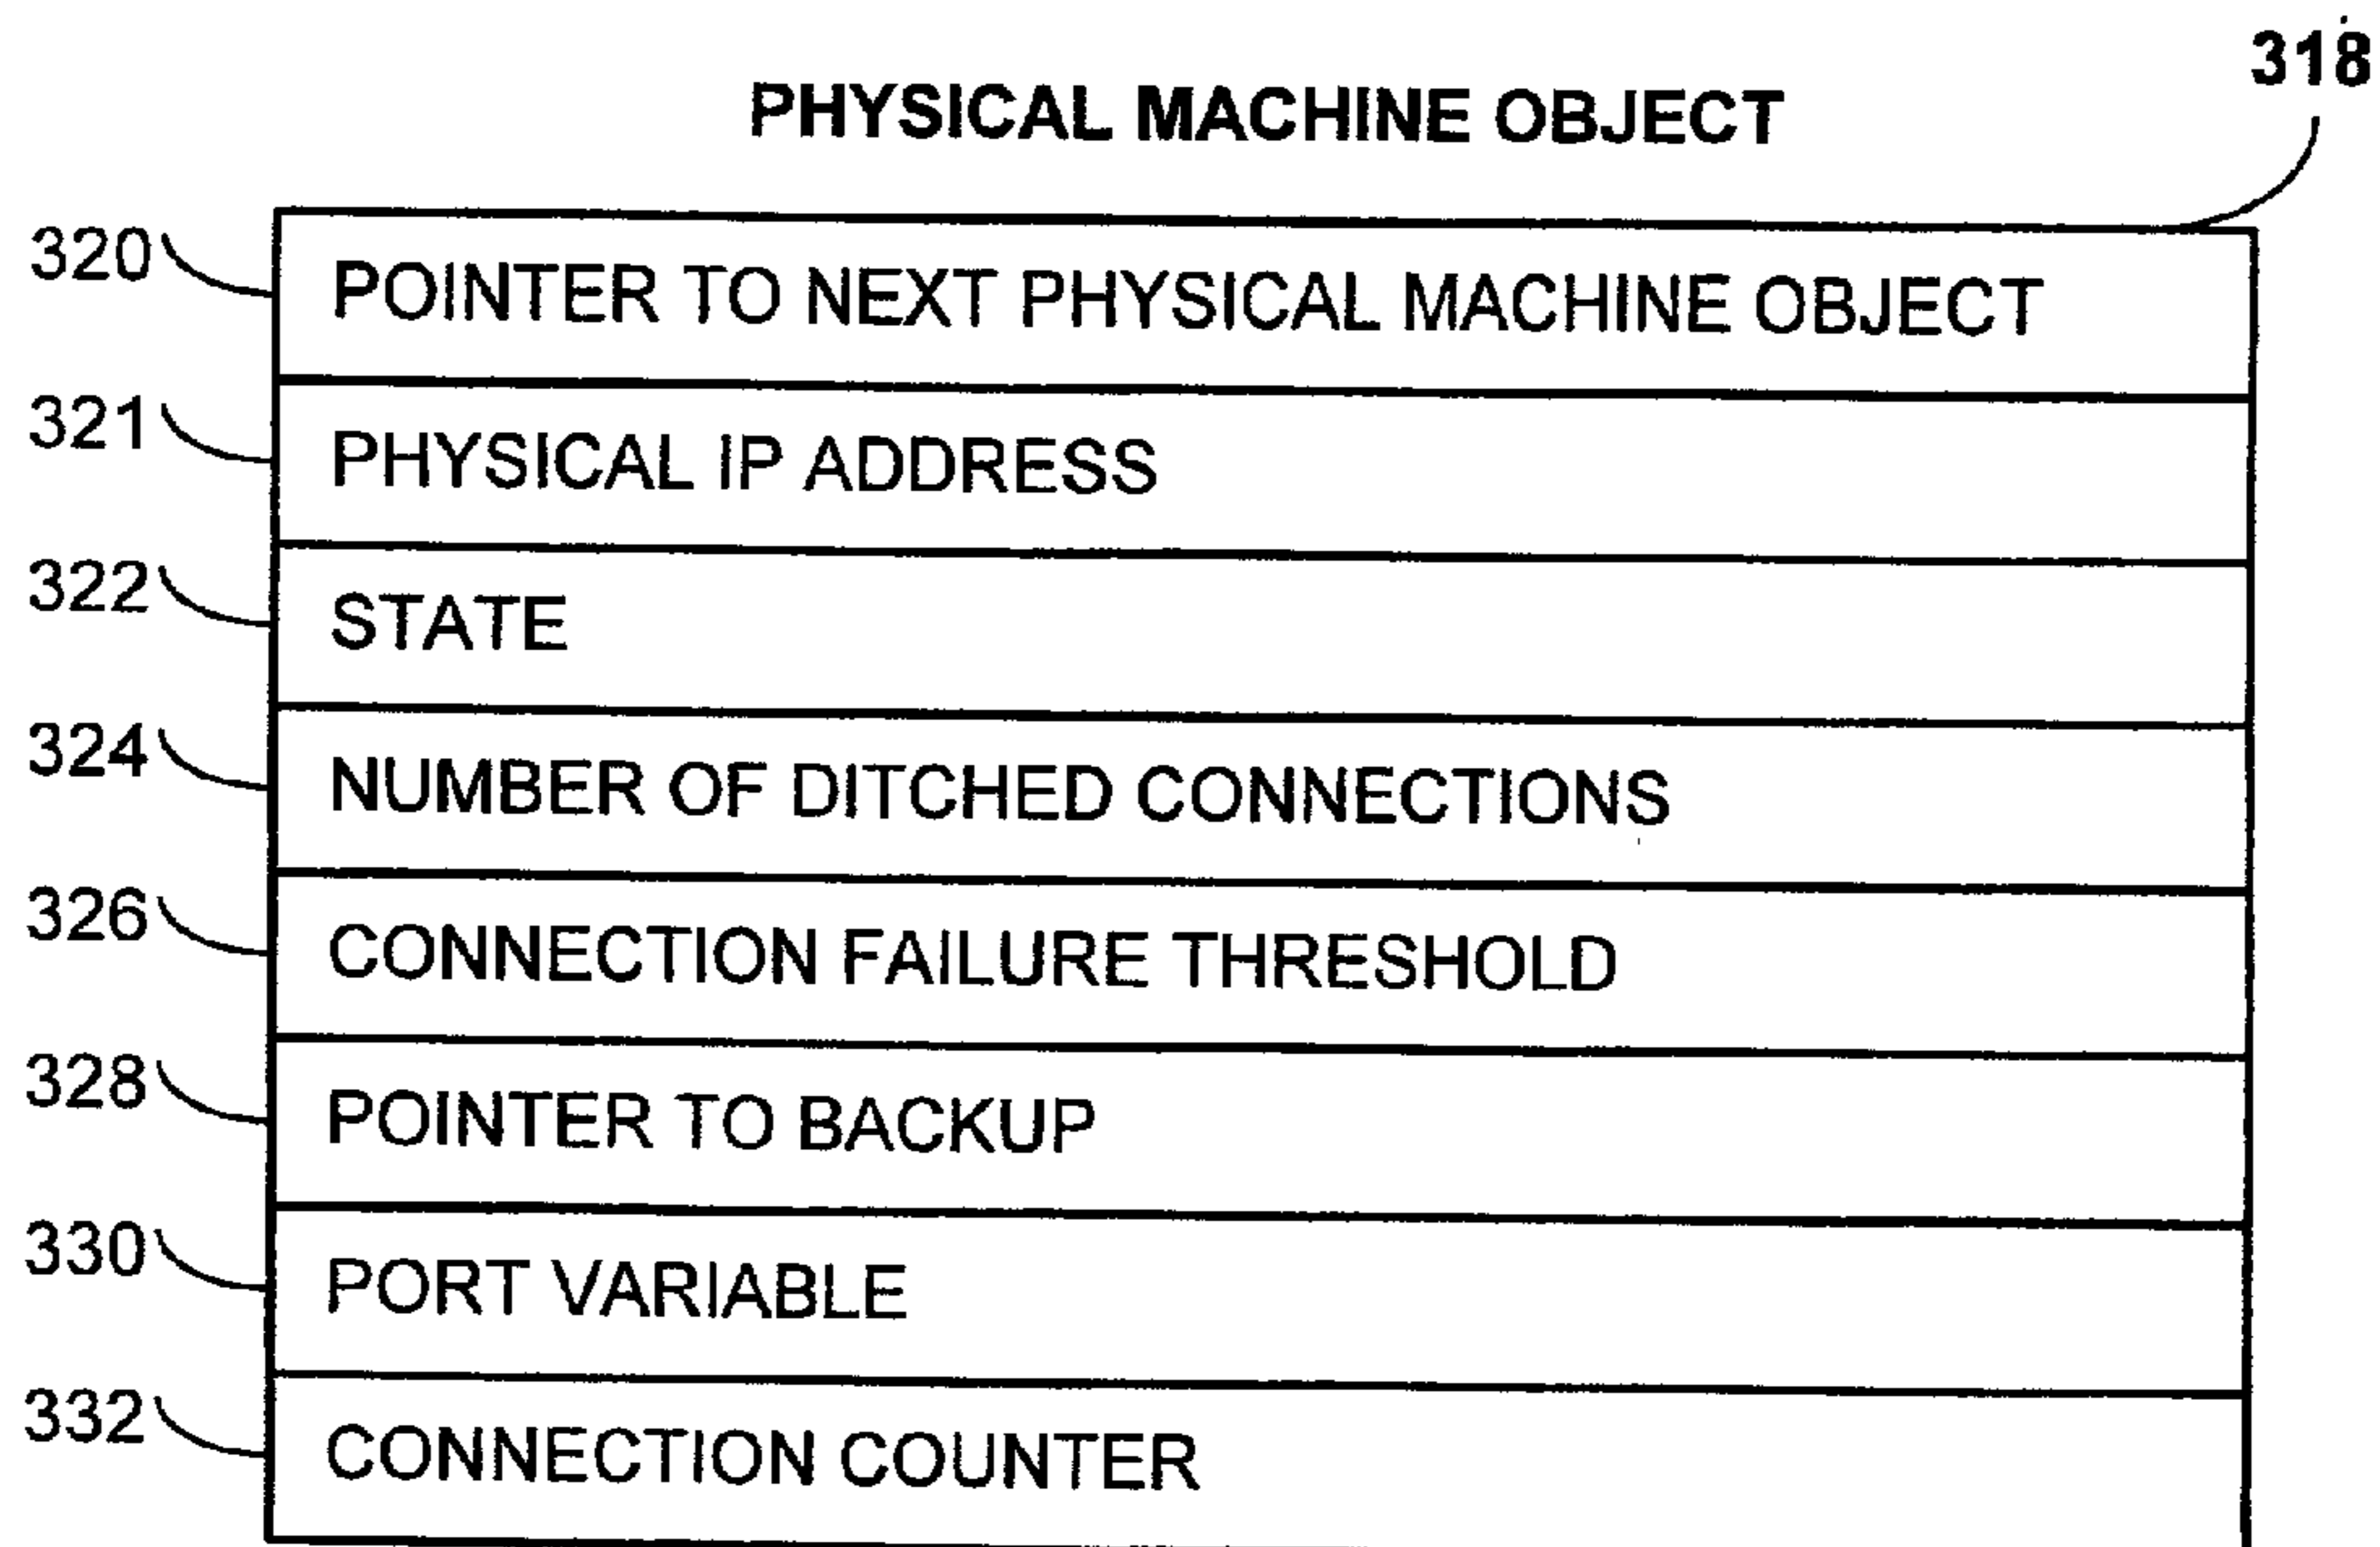 318
PHYSICAL MACHINE OBJECT
320 POINTER TO NEXT PHYSICAL MACHINE OBJECT
321 PHYSICAL IP ADDRESS
322 STATE
324 NUMBER OF DITCHED CONNECTIONS
326 CONNECTION FAILURE THRESHOLD
328 POINTER TO BACKUP
330 PORT VARIABLE
332 CONNECTION COUNTER